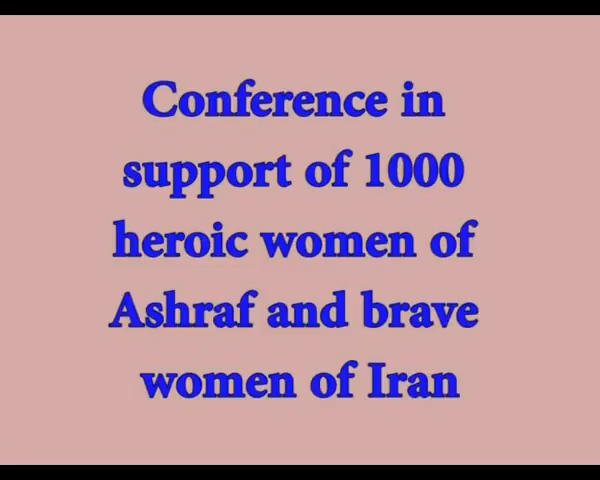 Conference in
support of 1000
heroic women of
Ashraf and brave
women of Iran